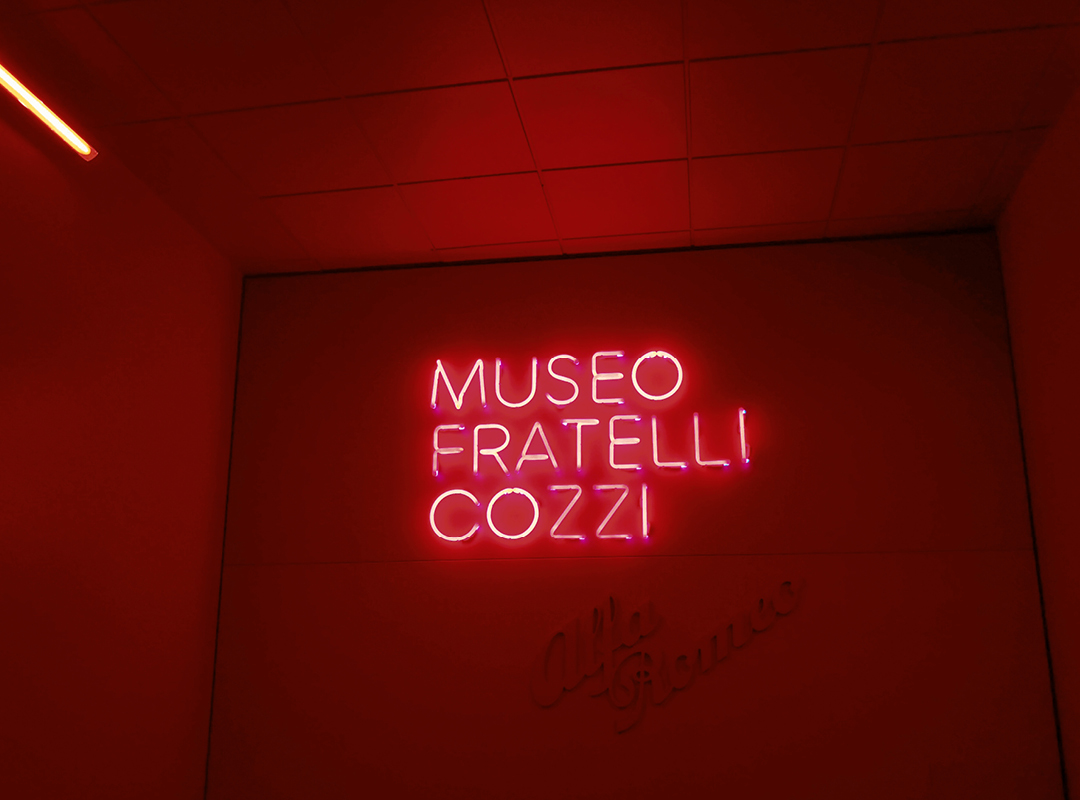 MUSEO
FRATELLI
COZZI
Alfa
Romeo